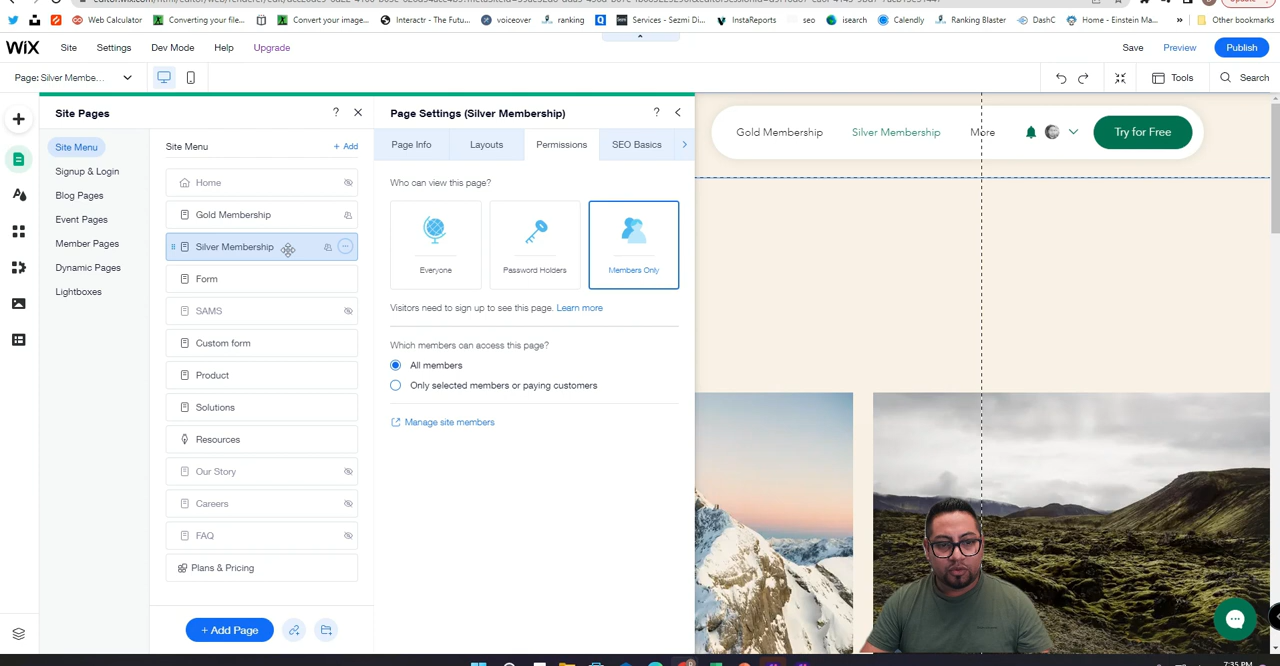 Web Calculator
Converting your file...
Convert your image...
Interactr - The Futu...
voiceover
ranking
Services - Sezmi Di...
InstaReports
seo
isearch
Calendly
Ranking Blaster
DashC
Home - Einstein Ma...
»
Other bookmarks
WiX
Site
Settings
Dev Mode
Help
Upgrade
Save
Preview
Publish
Page: Silver Membe...
Tools
Search
Site Pages
?
Page Settings (Silver Membership)
?
Site Menu
Signup & Login
Blog Pages
Event Pages
Member Pages
Dynamic Pages
Lightboxes
Site Menu
+ Add
Home
Gold Membership
Silver Membership
Form
SAMS
Custom form
Product
Solutions
Resources
Our Story
Careers
FAQ
Plans & Pricing
+ Add Page
Page Info
Layouts
Permissions
SEO Basics
Who can view this page?
Everyone
Password Holders
Members Only
Visitors need to sign up to see this page. Learn more
Which members can access this page?
All members
Only selected members or paying customers
Manage site members
Gold Membership
Silver Membership
More
Try for Free
7:35 PM